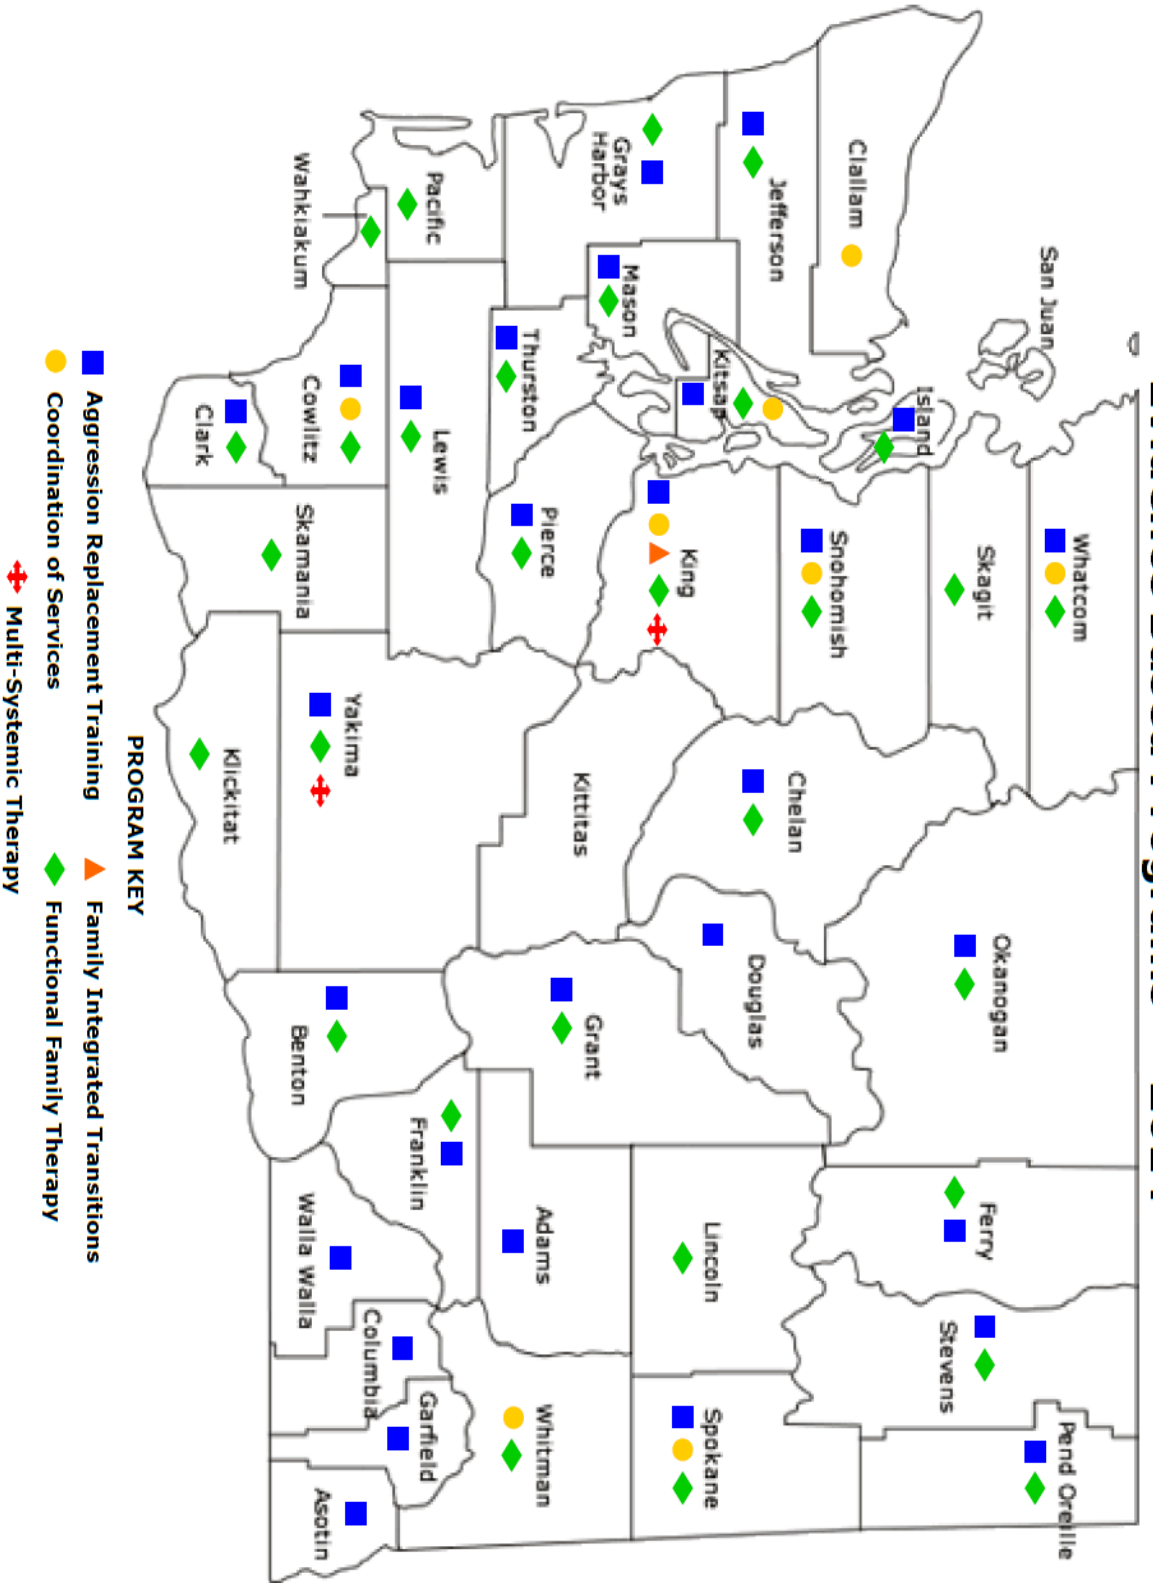 San Juan
Whatcom
Pend Oreille
Okanogan
Skagit
Ferry
Stevens
Island
Clallam
Snohomish
Chelan
Jefferson
Douglas
Kitsap
King
Lincoln
Spokane
Grays
Harbor
Mason
Kittitas
Grant
Thurston
Pierce
Adams
Whitman
Pacific
Lewis
Franklin
Garfield
Columbia
Yakima
Wahkiakum
Cowlitz
Skamania
Benton
Walla Walla
Asotin
Clark
Klickitat
PROGRAM KEY
Aggression Replacement Training
Family Integrated Transitions
Coordination of Services
Functional Family Therapy
Multi-Systemic Therapy